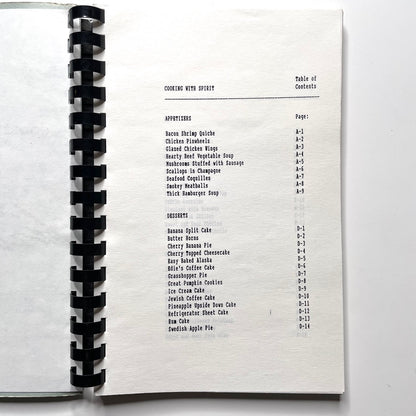 COOKING WITH SPIRIT
Table of
Contents
APPETIZERS Page:
Bacon Shrimp Quiche A-1
Chicken Pinwheels A-2
Glazed Chicken Wings A-3
Hearty Beef Vegetable Soup A-4
Mushrooms Stuffed with Sausage A-5
Scallops in Champagne A-6
Seafood Coquilles A-7
Smoky Meatballs A-8
Thick Hamburger Soup A-9
DESSERTS
Banana Split Cake D-1
Butter Horns D-2
Cherry Banana Pie D-3
Cherry Topped Cheesecake D-4
Easy Baked Alaska D-5
Edie's Coffee Cake D-6
Grasshopper Pie D-7
Great Pumpkin Cookies D-8
Ice Cream Cake D-9
Jewish Coffee Cake D-10
Pineapple Upside Down Cake D-11
Refrigerator Sheet Cake D-12
Rum Cake D-13
Swedish Apple Pie D-14